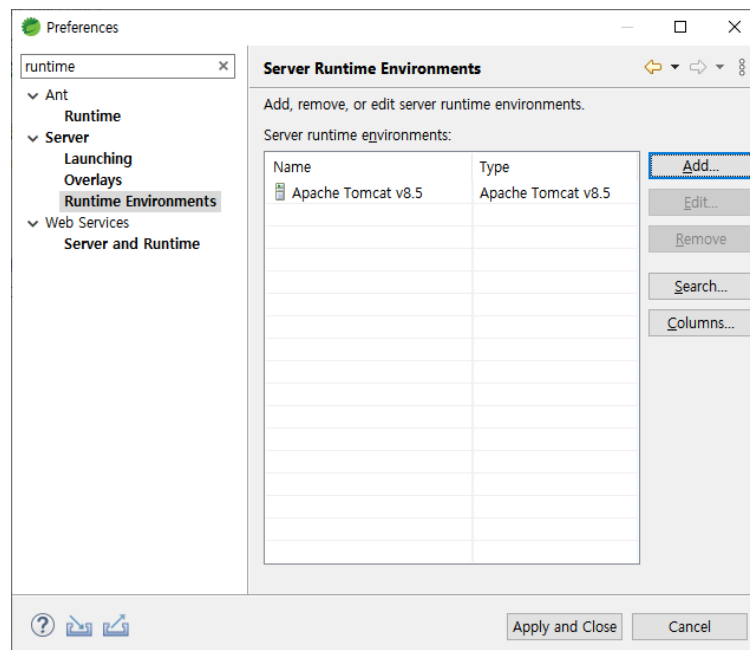 Preferences
runtime
Server Runtime Environments
Ant
Runtime
Server
Launching
Overlays
Runtime Environments
Web Services
Server and Runtime
Add, remove, or edit server runtime environments.
Server runtime environments:
Name Type
Apache Tomcat v8.5 Apache Tomcat v8.5
Add...
Edit...
Remove
Search...
Columns...
Apply and Close Cancel